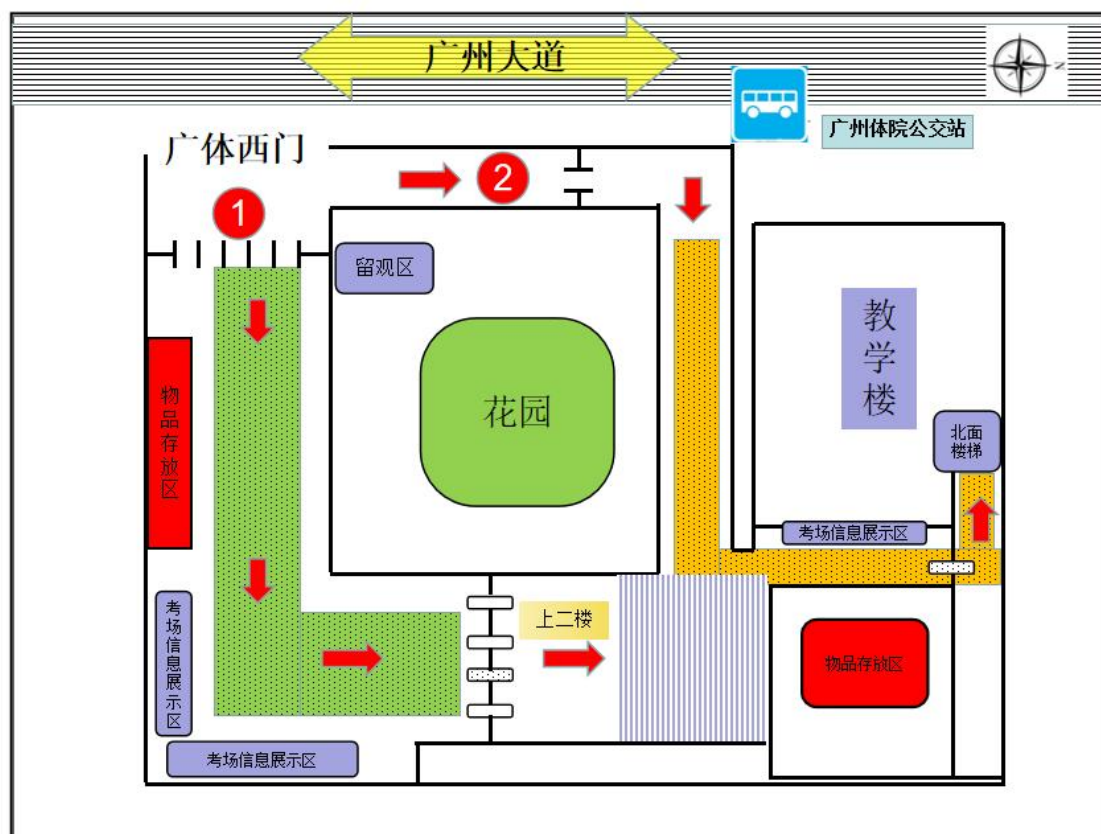 广州大道
N
广州体院公交站
广体西门
1
2
留观区
教
学
楼
花园
物
品
存
放
区
北面
楼梯
考场信息展示区
考
场
信
息
展
示
区
上二楼
物品存放区
考场信息展示区